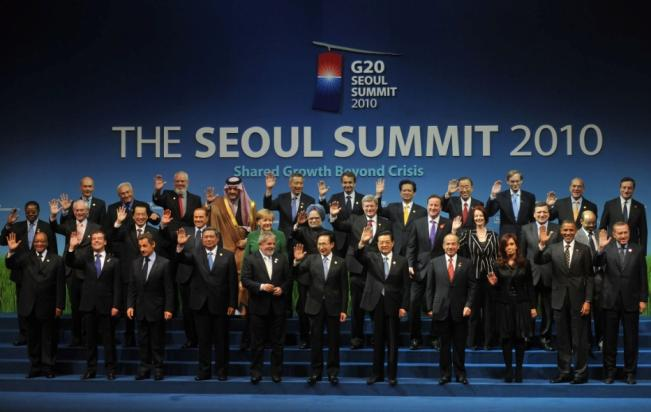 G20
SEOUL
SUMMIT
2010
THE SEOUL SUMMIT 2010
Shared Growth Beyond Crisis